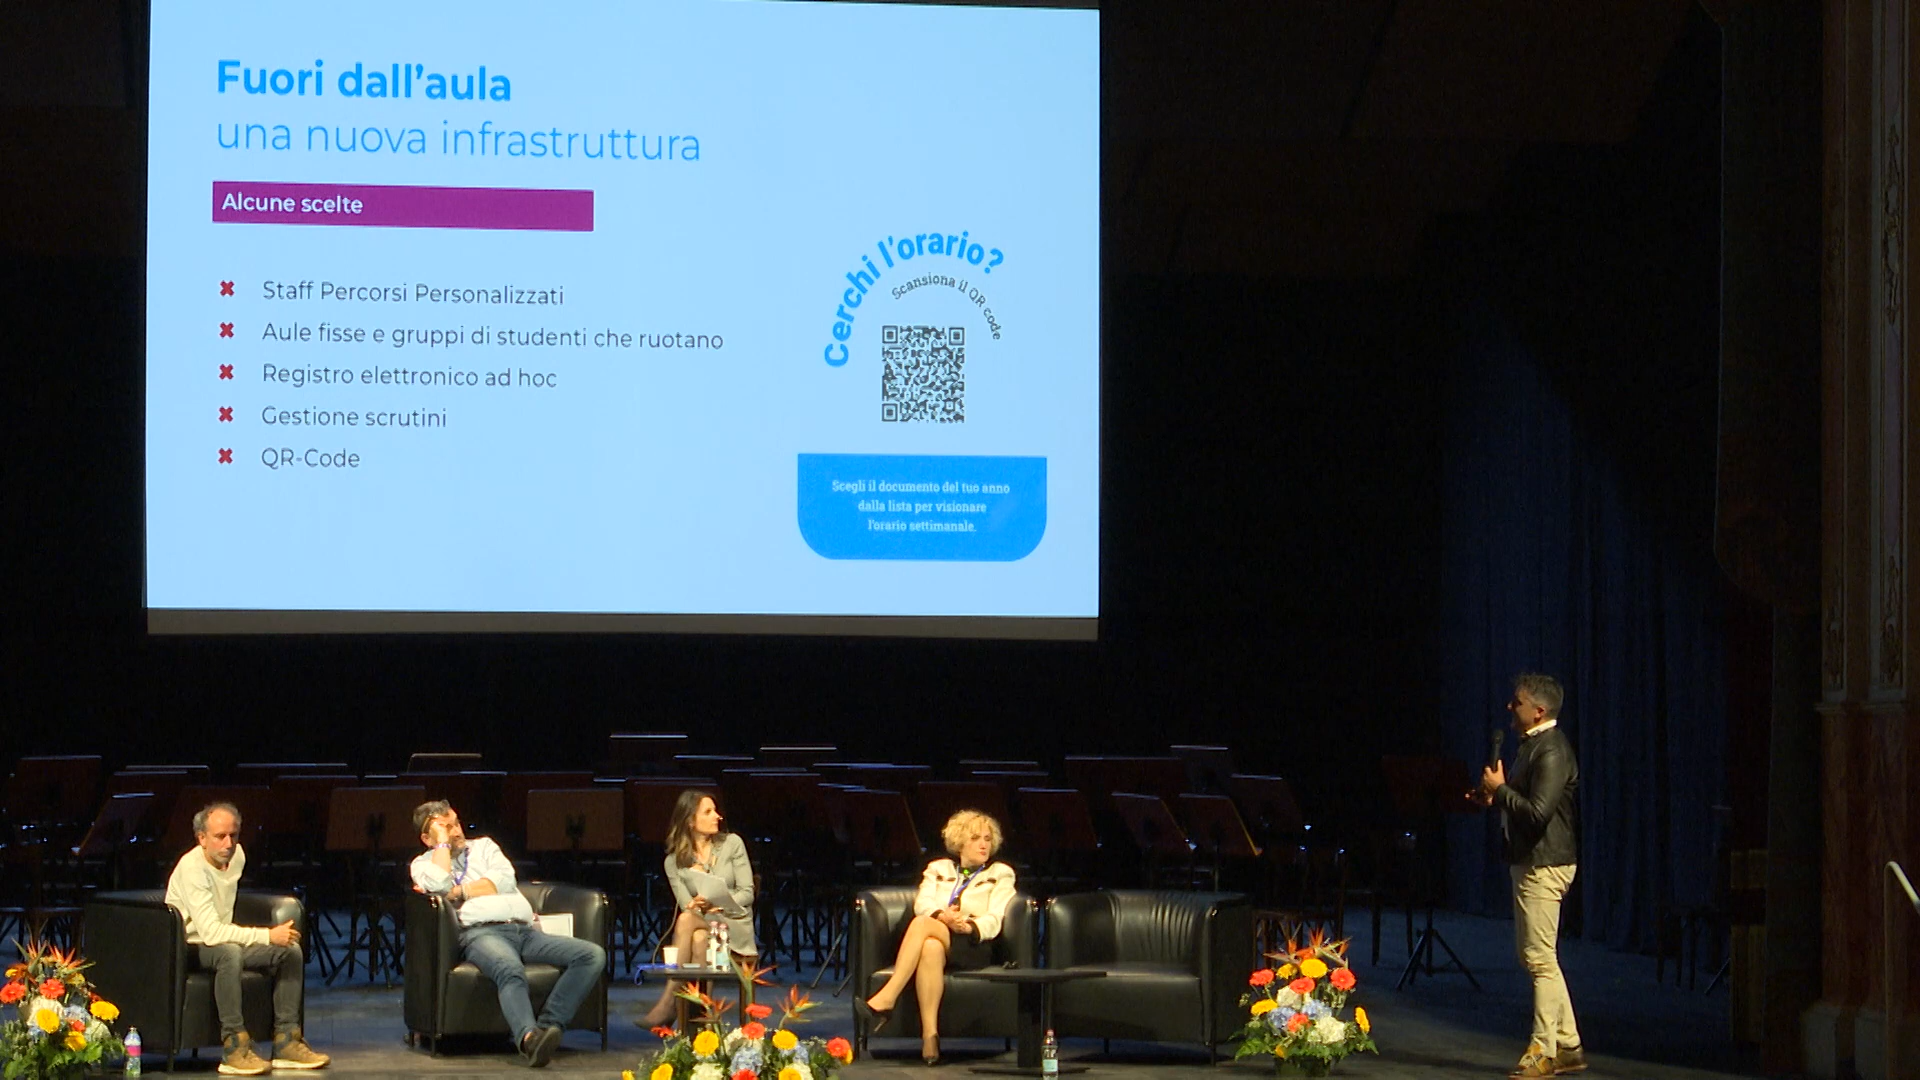 Fuori dall'aula
una nuova infrastruttura
Alcune scelte
Staff Percorsi Personalizzati
Aule fisse e gruppi di studenti che ruotano
Registro elettronico ad hoc
Gestione scrutini
QR-Code
Cerchi l'orario?
Scansiona il QR code
Scegli il documento del tuo anno
dalla lista per visionare
l'orario settimanale.